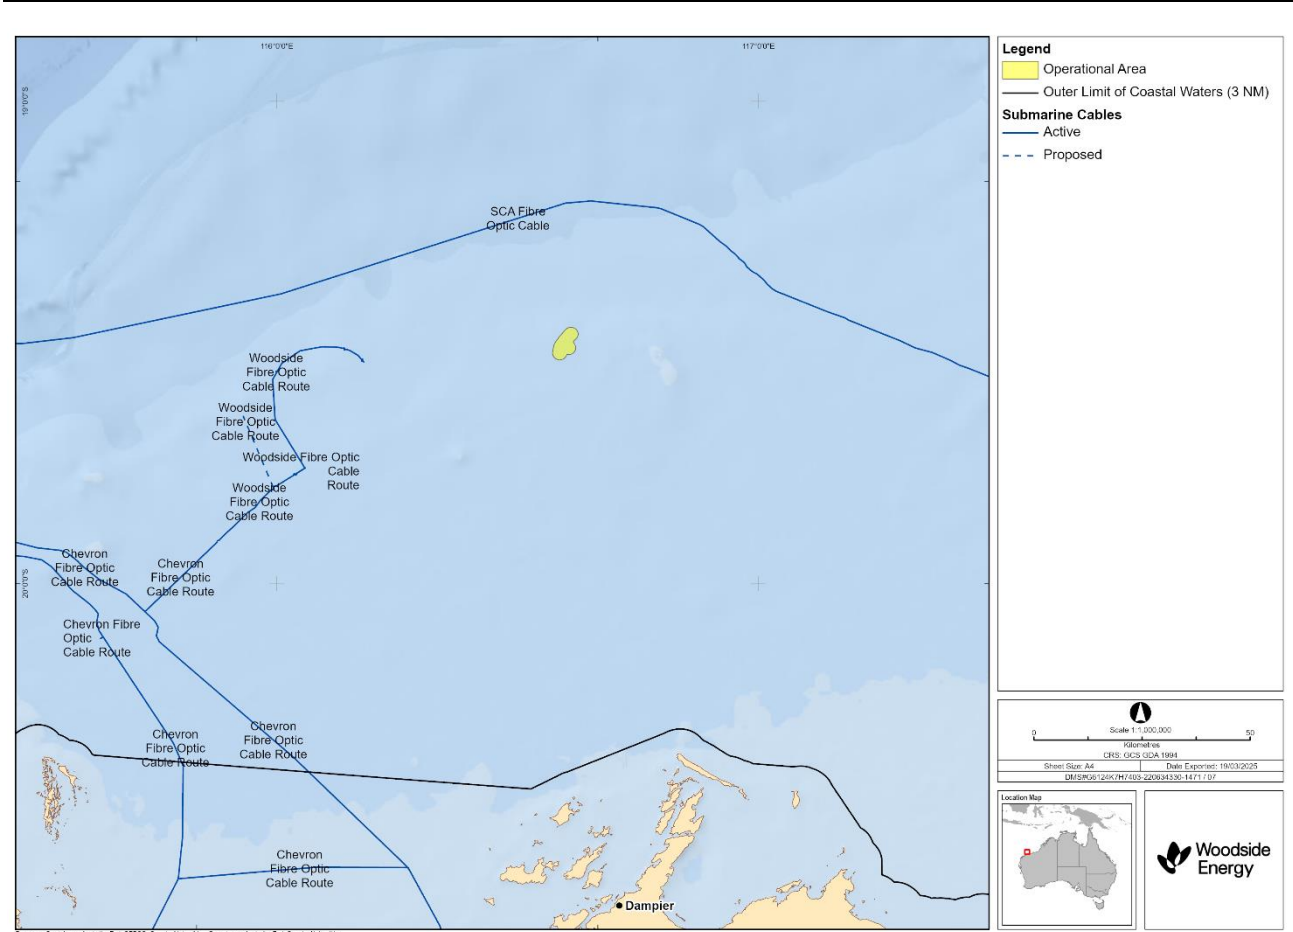 116°0'0"E
117°0'0"E
19°0'0"S
20°0'0"S
SCA Fibre
Optic Cable
Woodside
Fibre Optic
Cable Route
Woodside
Fibre Optic
Cable Route
Woodside Fibre Optic
Cable
Route
Woodside
Fibre Optic
Cable Route
Chevron
Fibre Optic
Cable Route
Chevron
Fibre Optic
Cable Route
Chevron Fibre
Optic
Cable Route
Chevron
Fibre Optic
Cable Route
Chevron
Fibre Optic
Cable Route
Chevron
Fibre Optic
Cable Route
Dampier
Legend
Operational Area
Outer Limit of Coastal Waters (3 NM)
Submarine Cables
Active
Proposed
Scale 1:1,000,000
0 50
Kilometres
CRS: GCS GDA 1994
Sheet Size: A4 Date Exported: 19/03/2025
DMS#G6124K7H7403-220634330-1471 / 07
Location Map
Woodside
Energy